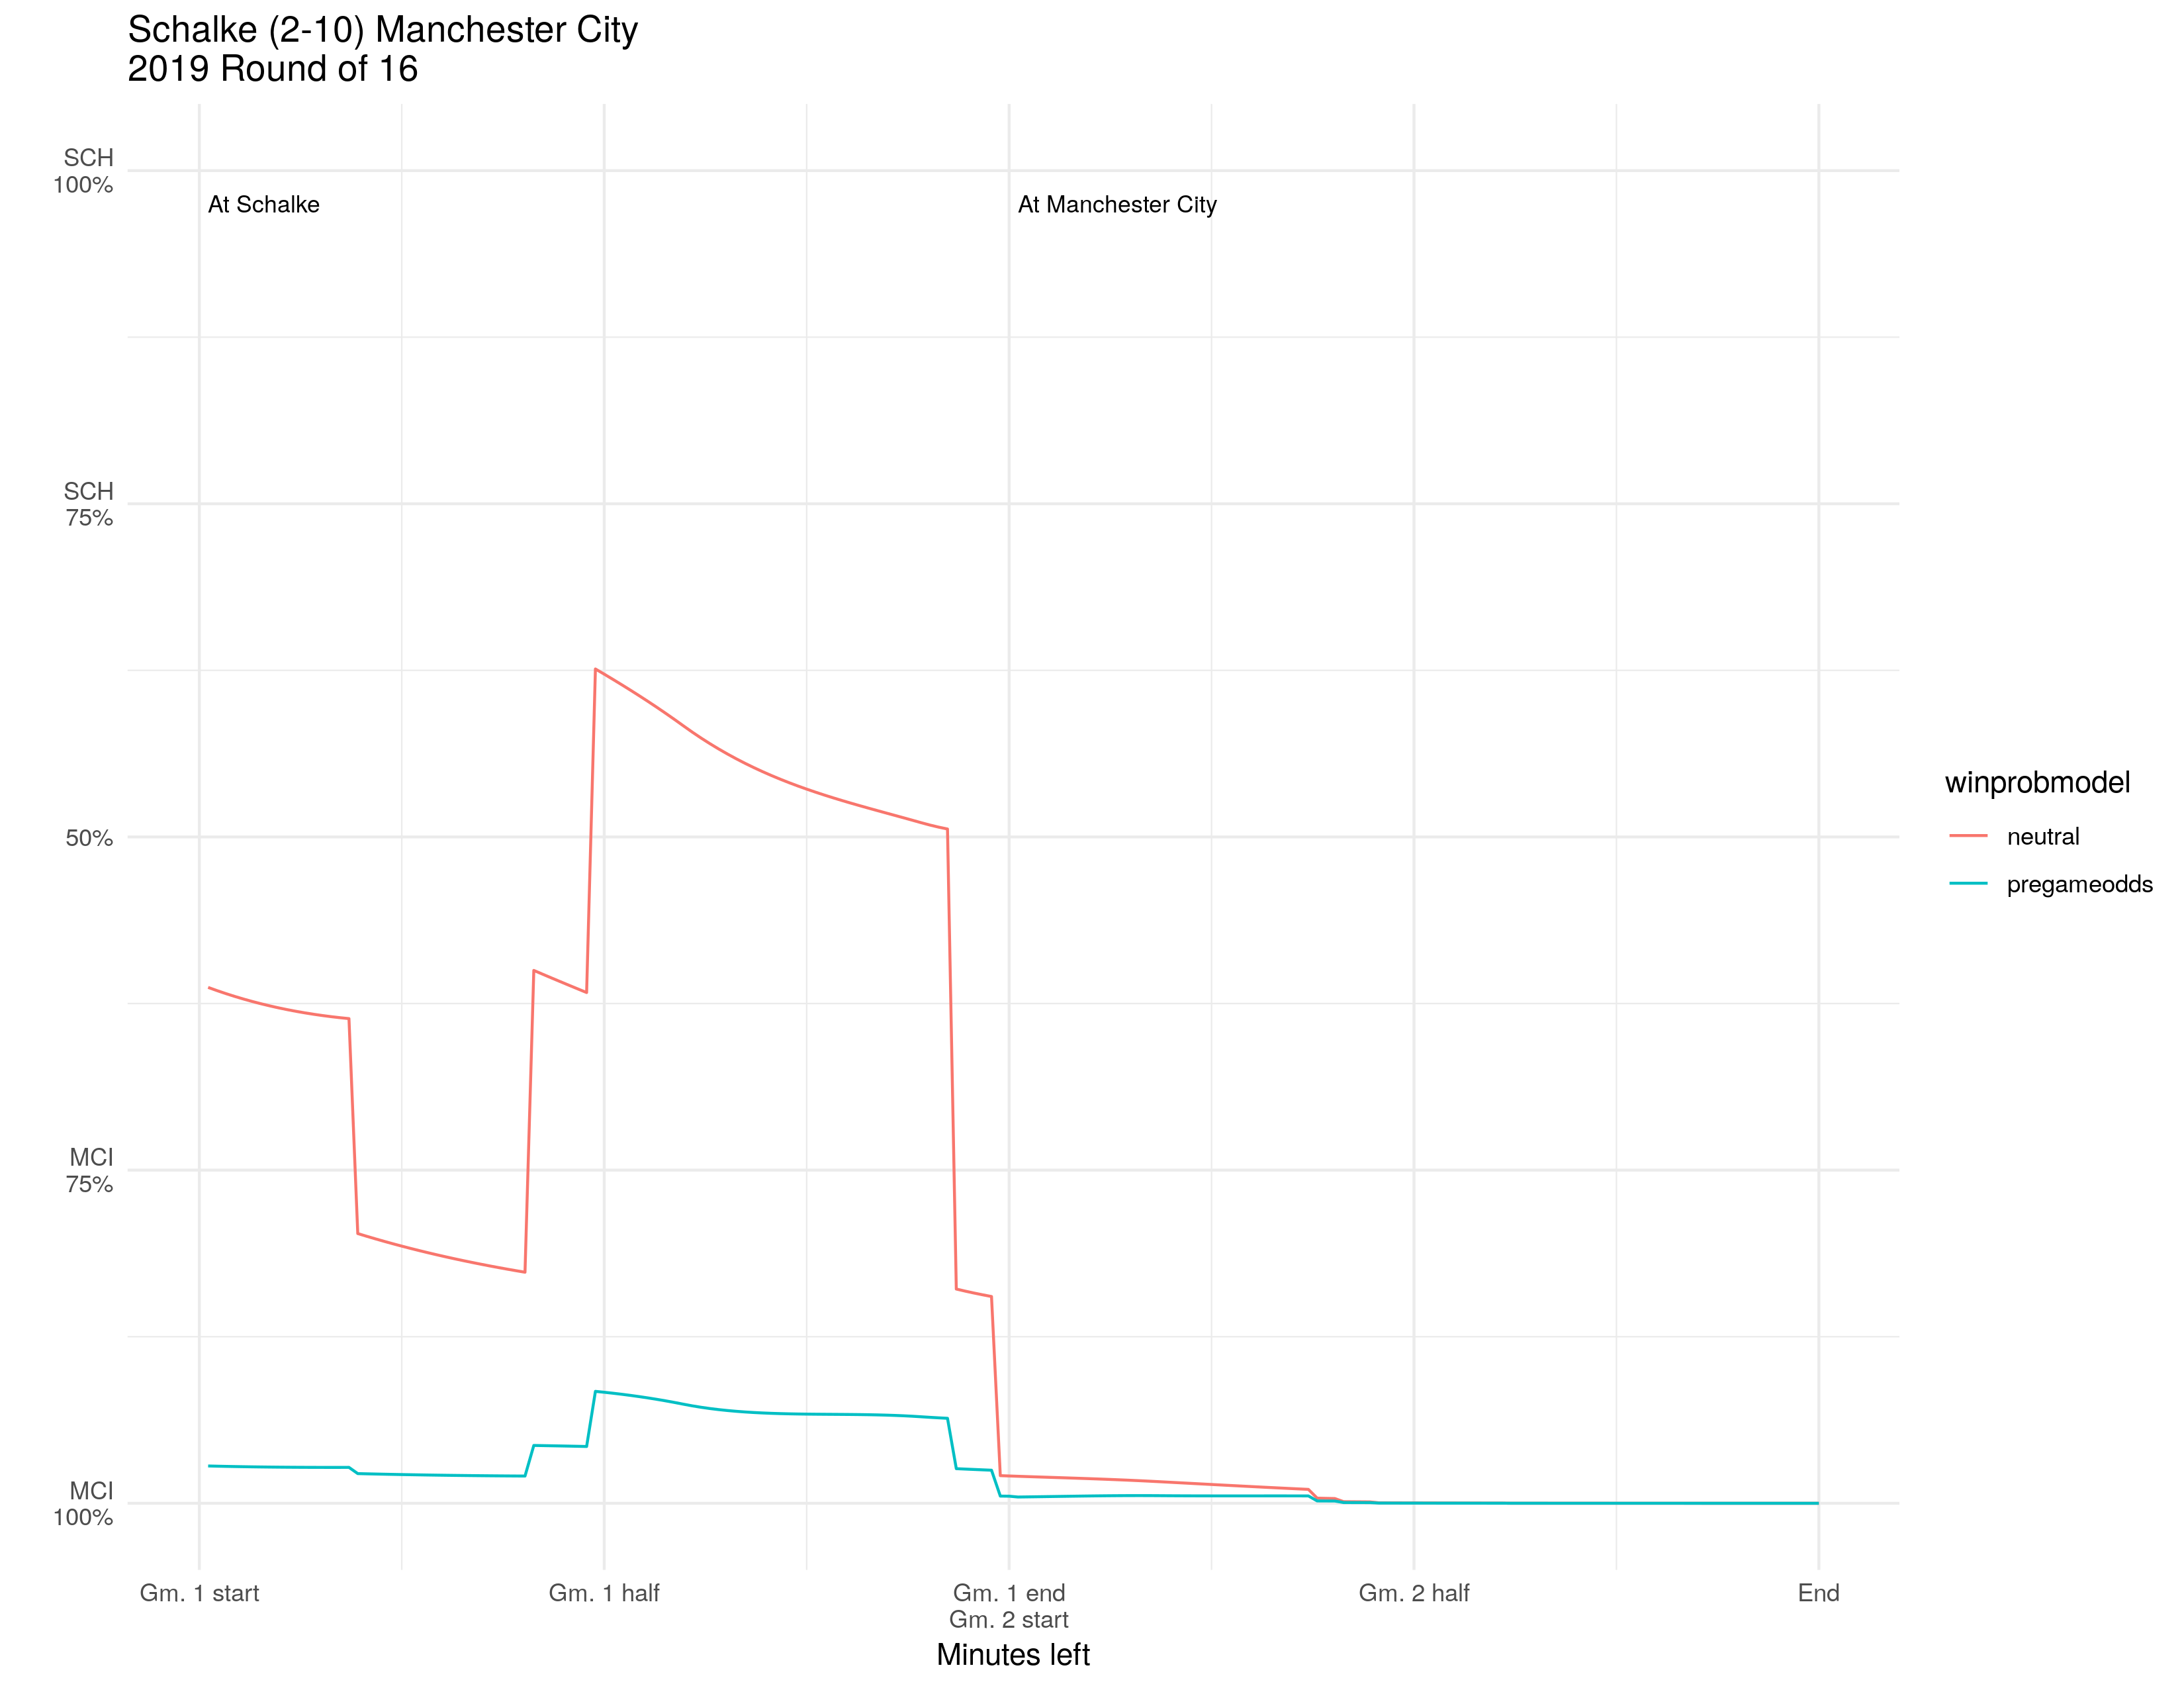 Schalke (2-10) Manchester City
2019 Round of 16
SCH
100%
At Schalke
At Manchester City
SCH
75%
50%
MCI
75%
MCI
100%
winprobmodel
neutral
pregameodds
Gm. 1 start
Gm. 1 half
Gm. 1 end
Gm. 2 start
Gm. 2 half
End
Minutes left